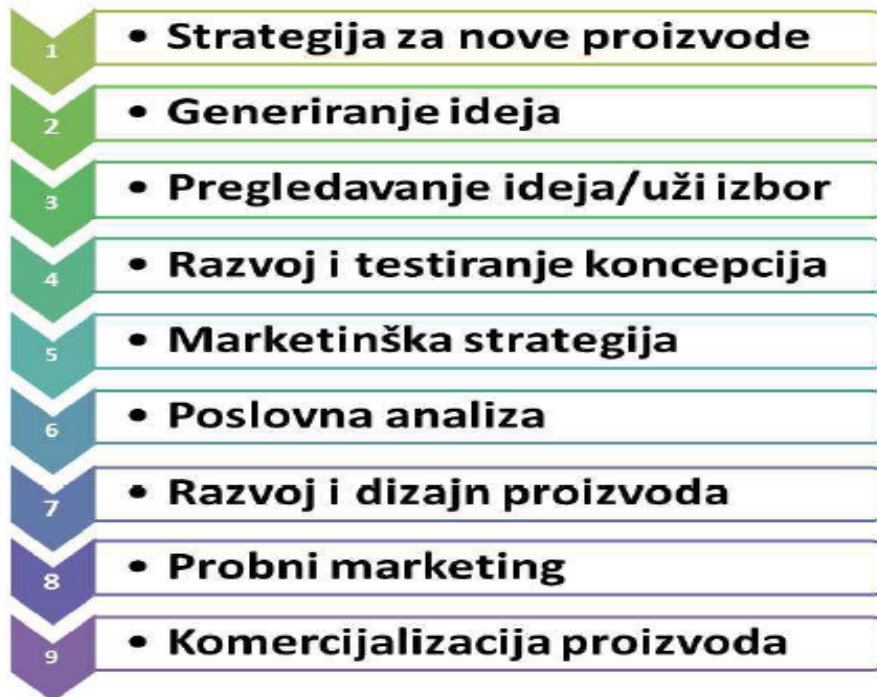 1 • Strategija za nove proizvode
2 • Generiranje ideja
3 • Pregledavanje ideja/uži izbor
4 • Razvoj i testiranje koncepcija
5 • Marketinška strategija
6 • Poslovna analiza
7 • Razvoj i dizajn proizvoda
8 • Probni marketing
9 • Komercijalizacija proizvoda